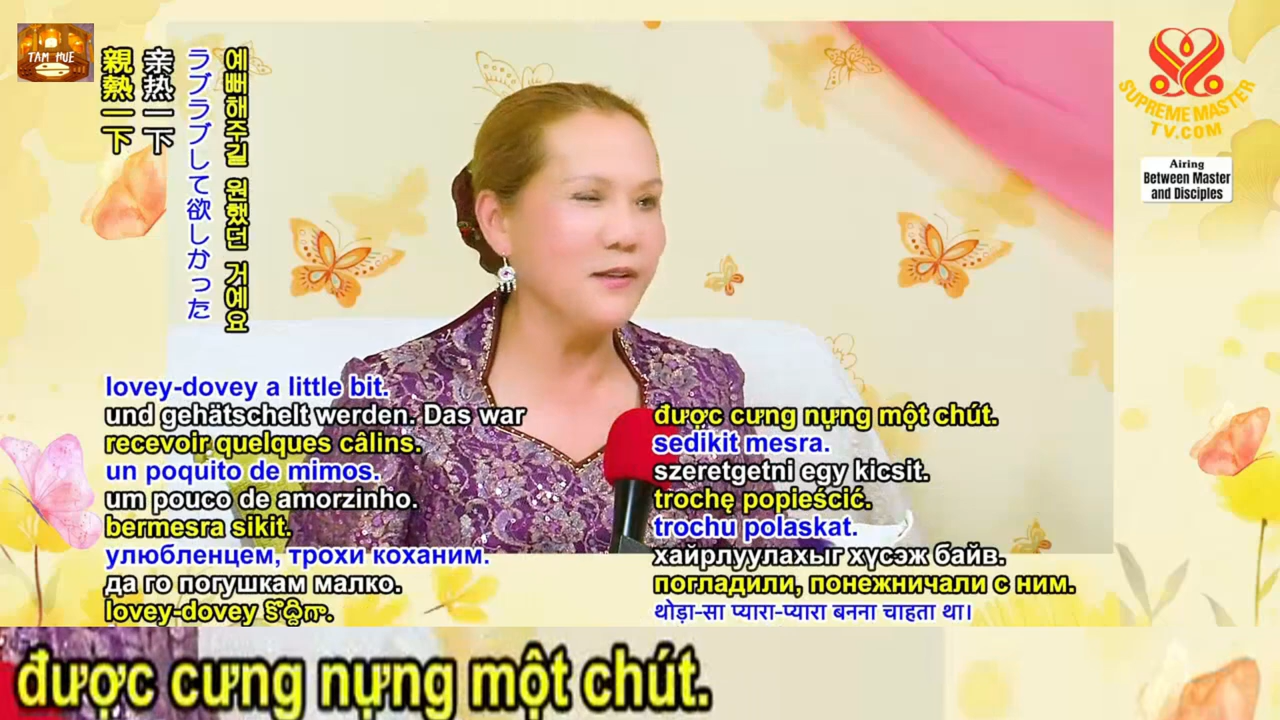 TAM HUE
親熱一下
亲热一下
ラブラブして欲しかった
예뻐해주길 원했던 거예요
SUPREME MASTER
TV.COM
Airing
Between Master
and Disciples
lovey-dovey a little bit.
und gehätschelt werden. Das war
recevoir quelques câlins.
un poquito de mimos.
um pouco de amorzinho.
bermesra sikit.
улюбленцем, трохи коханим.
да го погушкам малко.
lovey-dovey కొద్దిగా.
được cưng nựng một chút.
sedikit mesra.
szeretgetni egy kicsit.
trochę popieścić.
trochu polaskat.
хайрлуулахыг хүсэж байв.
погладили, понежничали с ним.
थोड़ा-सा प्यारा-प्यारा बनना चाहता था।
được cưng nựng một chút.